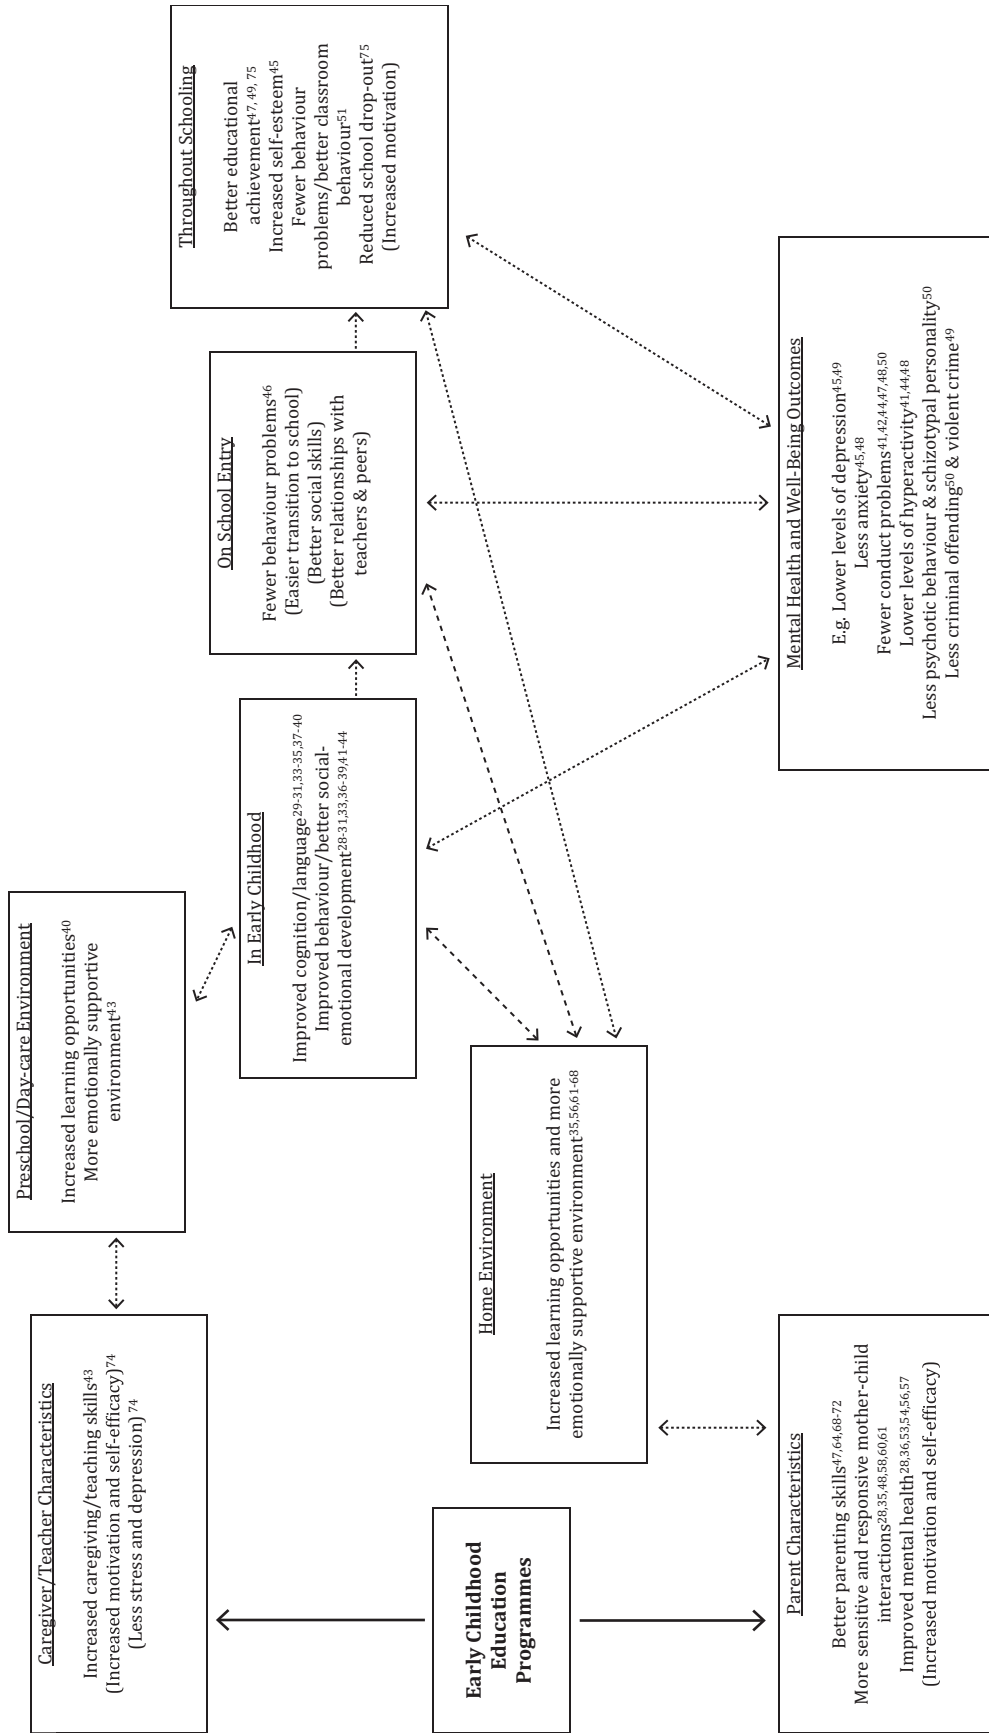 Caregiver/Teacher Characteristics
Increased caregiving/teaching skills43
(Increased motivation and self-efficacy)74
(Less stress and depression) 74
Preschool/Day-care Environment
Increased learning opportunities40
More emotionally supportive
environment43
Early Childhood
Education
Programmes
Home Environment
Increased learning opportunities and more
emotionally supportive environment35,56,61-68
Parent Characteristics
Better parenting skills47,64,68-72
More sensitive and responsive mother-child
interactions28,35,48,58,60,61
Improved mental health28,36,53,54,56,57
(Increased motivation and self-efficacy)
In Early Childhood
Improved cognition/language29-31,33-35,37-40
Improved behaviour/better social-
emotional development28-31,33,36-39,41-44
On School Entry
Fewer behaviour problems46
(Easier transition to school)
(Better social skills)
(Better relationships with
teachers & peers)
Throughout Schooling
Better educational
achievement47, 49, 75
Increased self-esteem45
Fewer behaviour
problems/better classroom
behaviour51
Reduced school drop-out75
(Increased motivation)
Mental Health and Well-Being Outcomes
E.g. Lower levels of depression45,49
Less anxiety45,48
Fewer conduct problems41,42,44,47,48,50
Lower levels of hyperactivity41,44,48
Less psychotic behaviour & schizotypal personality50
Less criminal offending50 & violent crime49